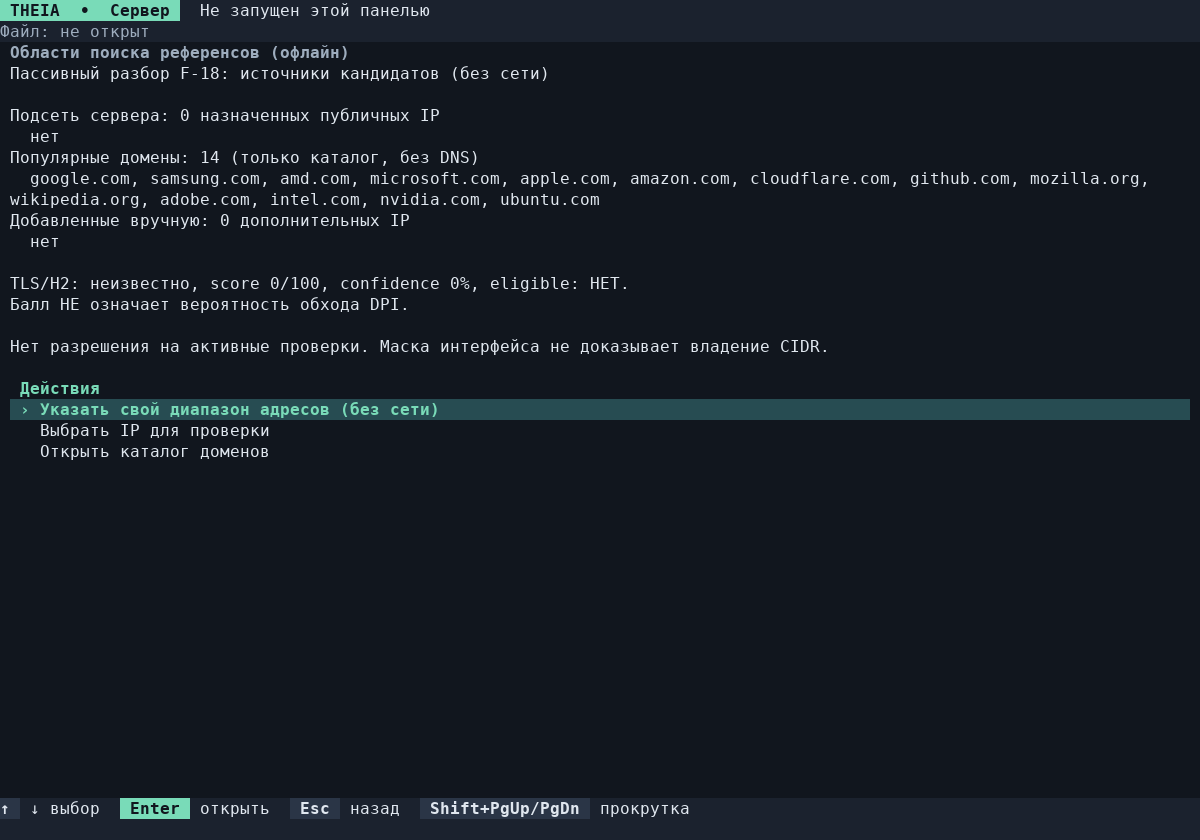 THEIA • Сервер Не запущен этой панелью
Файл: не открыт
Области поиска референсов (офлайн)
Пассивный разбор F-18: источники кандидатов (без сети)
Подсеть сервера: 0 назначенных публичных IP
нет
Популярные домены: 14 (только каталог, без DNS)
google.com, samsung.com, amd.com, microsoft.com, apple.com, amazon.com, cloudflare.com, github.com, mozilla.org,
wikipedia.org, adobe.com, intel.com, nvidia.com, ubuntu.com
Добавленные вручную: 0 дополнительных IP
нет
TLS/H2: неизвестно, score 0/100, confidence 0%, eligible: НЕТ.
Балл НЕ означает вероятность обхода DPI.
Нет разрешения на активные проверки. Маска интерфейса не доказывает владение CIDR.
Действия
› Указать свой диапазон адресов (без сети)
Выбрать IP для проверки
Открыть каталог доменов
↑ ↓ выбор Enter открыть Esc назад Shift+PgUp/PgDn прокрутка